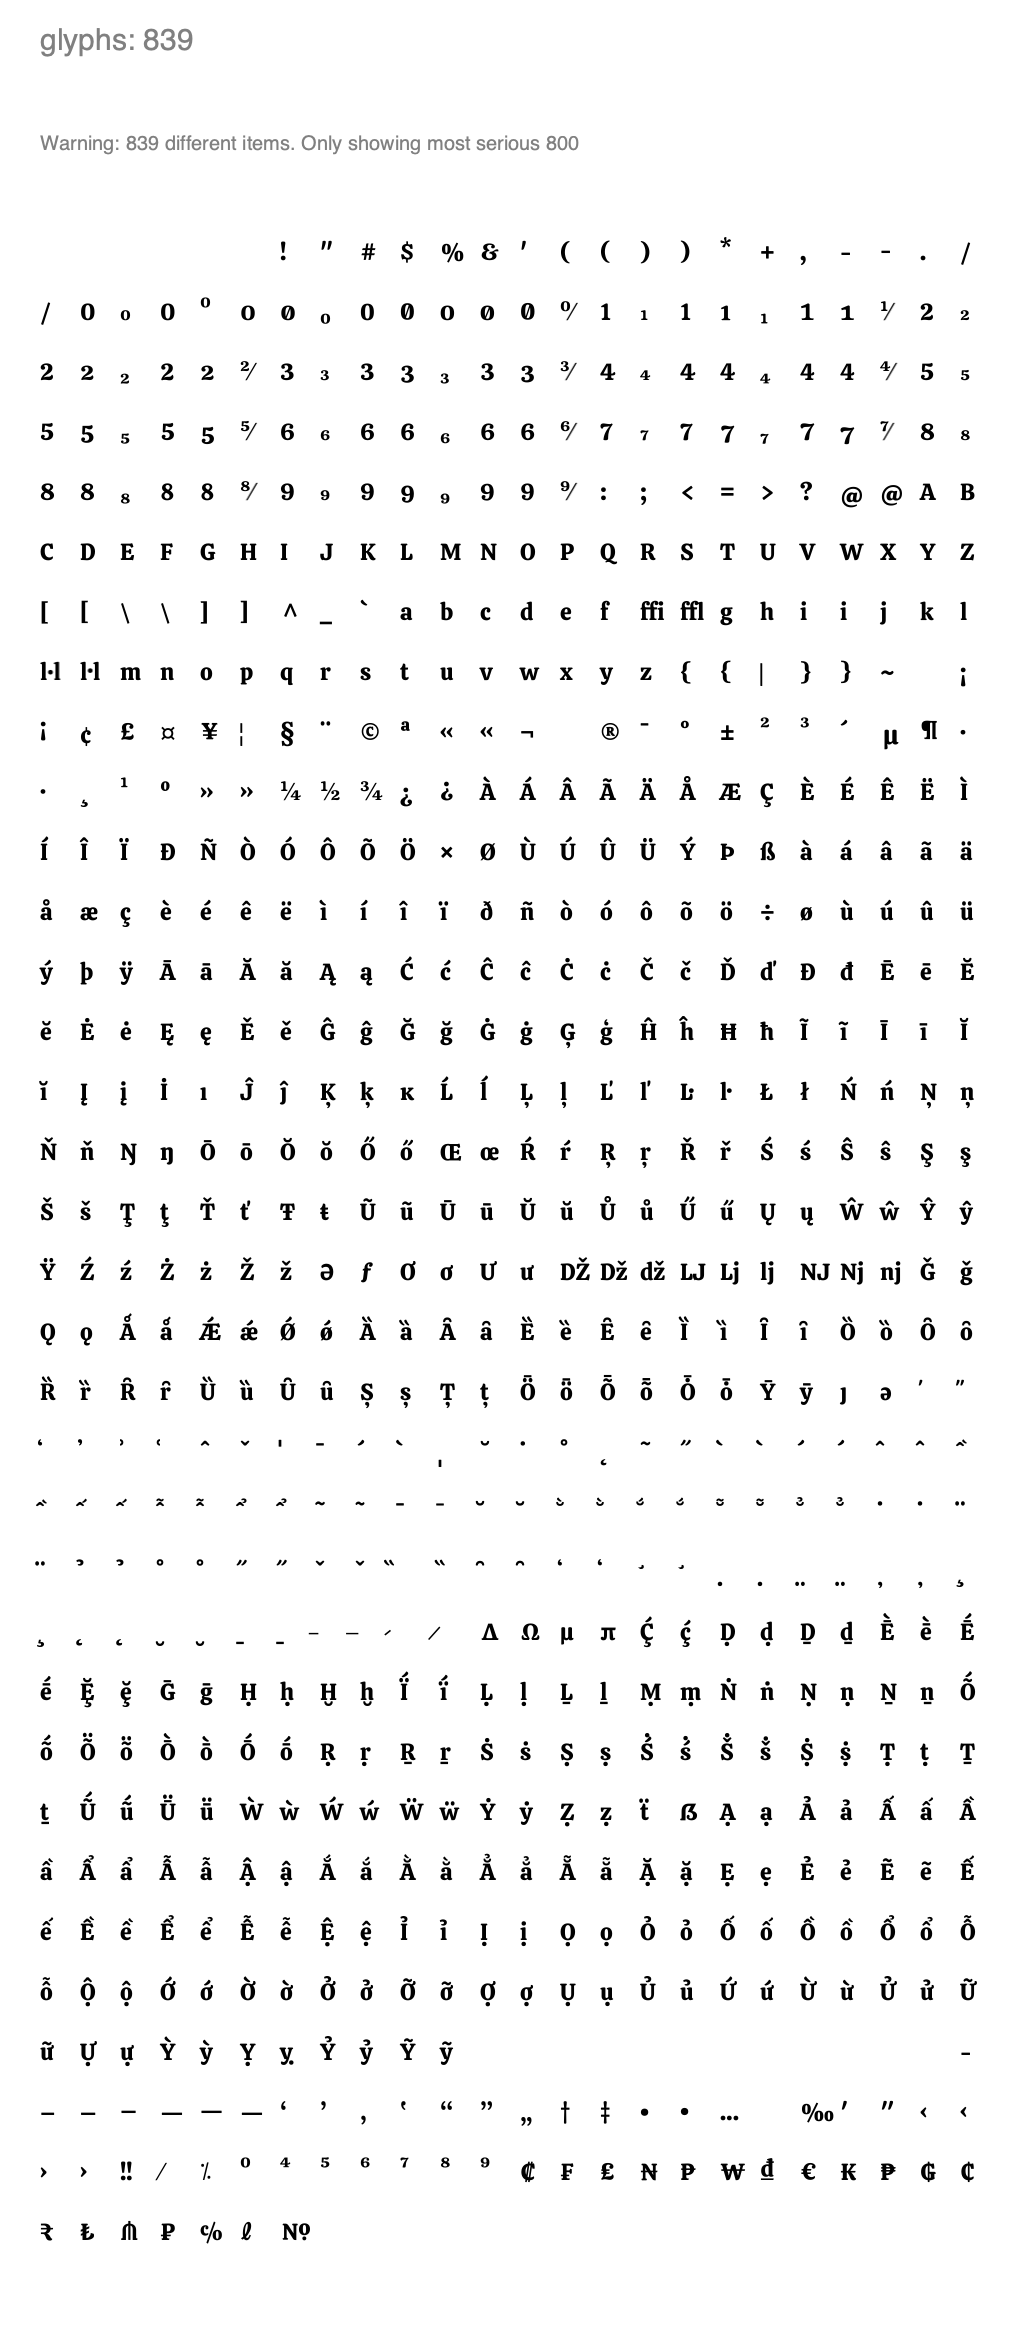 glyphs: 839
Warning: 839 different items. Only showing most serious 800
! " # $ % & ' ( ( ) ) * + , - - . /
/ 0 ₀ 0 ⁰ 0 0 ₀ 0 0 0 0 0 ⁰⁄ 1 ₁ 1 1 ₁ 1 1 ¹⁄ 2 ₂
2 2 ₂ 2 2 ²⁄ 3 ₃ 3 3 ₃ 3 3 ³⁄ 4 ₄ 4 4 ₄ 4 4 ⁴⁄ 5 ₅
5 5 ₅ 5 5 ⁵⁄ 6 ₆ 6 6 ₆ 6 6 ⁶⁄ 7 ₇ 7 7 ₇ 7 7 ⁷⁄ 8 ₈
8 8 ₈ 8 8 ⁸⁄ 9 ₉ 9 9 ₉ 9 9 ⁹⁄ : ; < = > ? @ @ A B
C D E F G H I J K L M N O P Q R S T U V W X Y Z
[ [ \ \ ] ] ^ _ ` a b c d e f ffi ffl g h i i j k l
l·l l·l m n o p q r s t u v w x y z { { | } } ~ ¡
¡ ¢ £ ¤ ¥ ¦ § ¨ © ª « « ¬ ® ¯ ° ± ² ³ ´ µ ¶ ·
· ¸ ¹ º » » ¼ ½ ¾ ¿ ¿ À Á Â Ã Ä Å Æ Ç È É Ê Ë Ì
Í Î Ï Ð Ñ Ò Ó Ô Õ Ö × Ø Ù Ú Û Ü Ý Þ ß à á â ã ä
å æ ç è é ê ë ì í î ï ð ñ ò ó ô õ ö ÷ ø ù ú û ü
ý þ ÿ Ā ā Ă ă Ą ą Ć ć Ĉ ĉ Ċ ċ Č č Ď ď Đ đ Ē ē Ĕ
ĕ Ė ė Ę ę Ě ě Ĝ ĝ Ğ ğ Ġ ġ Ģ ģ Ĥ ĥ Ħ ħ Ĩ ĩ Ī ī Ĭ
ĭ Į į İ ı Ĵ ĵ Ķ ķ ĸ Ĺ ĺ Ļ ļ Ľ ľ Ŀ ŀ Ł ł Ń ń Ņ ņ
Ň ň Ŋ ŋ Ō ō Ŏ ŏ Ő ő Œ œ Ŕ ŕ Ŗ ŗ Ř ř Ś ś Ŝ ŝ Ş ş
Š š Ţ ţ Ť ť Ŧ ŧ Ũ ũ Ū ū Ŭ ŭ Ů ů Ű ű Ų ų Ŵ ŵ Ŷ ŷ
Ÿ Ź ź Ż ż Ž ž Ə ƒ Ơ ơ Ư ư DŽ Dž dž LJ Lj lj NJ Nj nj Ǧ ǧ
Ǫ ǫ Ǻ ǻ Ǽ ǽ Ǿ ǿ Ȁ ȁ Ȃ ȃ Ȅ ȅ Ȇ ȇ Ȉ ȉ Ȋ ȋ Ȍ ȍ Ȏ ȏ
Ȑ ȑ Ȓ ȓ Ȕ ȕ Ȗ ȗ Ș ș Ț ț Ȫ ȫ Ȭ ȭ Ȱ ȱ Ȳ ȳ ȷ ə ʹ ʺ
ʻ ʼ ʾ ʿ ˆ ˇ ˈ ˉ ˊ ˋ ˌ ˘ ˙ ˚ ˛ ˜ ˝
Δ Ω μ π Ḉ ḉ Ḍ ḍ Ḏ ḏ Ḕ ḕ Ḗ
ḗ Ḝ ḝ Ḡ ḡ Ḥ ḥ Ḫ ḫ Ḯ ḯ Ḷ ḷ Ḻ ḻ Ṃ ṃ Ṅ ṅ Ṇ ṇ Ṉ ṉ Ṍ
ṍ Ṏ ṏ Ṑ ṑ Ṓ ṓ Ṛ ṛ Ṟ ṟ Ṡ ṡ Ṣ ṣ Ṥ ṥ Ṧ ṧ Ṩ ṩ Ṭ ṭ Ṯ
ṯ Ṹ ṹ Ṻ ṻ Ẁ ẁ Ẃ ẃ Ẅ ẅ Ẏ ẏ Ẓ ẓ ẗ ẞ Ạ ạ Ả ả Ấ ấ Ầ
ầ Ẩ ẩ Ẫ ẫ Ậ ậ Ắ ắ Ằ ằ Ẳ ẳ Ẵ ẵ Ặ ặ Ẹ ẹ Ẻ ẻ Ẽ ẽ Ế
ế Ề ề Ể ể Ễ ễ Ệ ệ Ỉ ỉ Ị ị Ọ ọ Ỏ ỏ Ố ố Ồ ồ Ổ ổ Ỗ
ỗ Ộ ộ Ớ ớ Ờ ờ Ở ở Ỡ ỡ Ợ ợ Ụ ụ Ủ ủ Ứ ứ Ừ ừ Ử ử Ữ
ữ Ự ự Ỳ ỳ Ỵ ỵ Ỷ ỷ Ỹ ỹ ‐
– – – — — — ‘ ’ ‚ ‛ “ ” „ † ‡ • • … ‰ ′ ″ ‹ ‹
› › ‼ ⁄ ⁒ ⁰ ⁴ ⁵ ⁶ ⁷ ⁸ ⁹ ₡ ₣ ₤ ₦ ₧ ₩ ₫ € ₭ ₱ ₲ ₵
₹ ₺ ₼ ₽ ℅ ℓ №